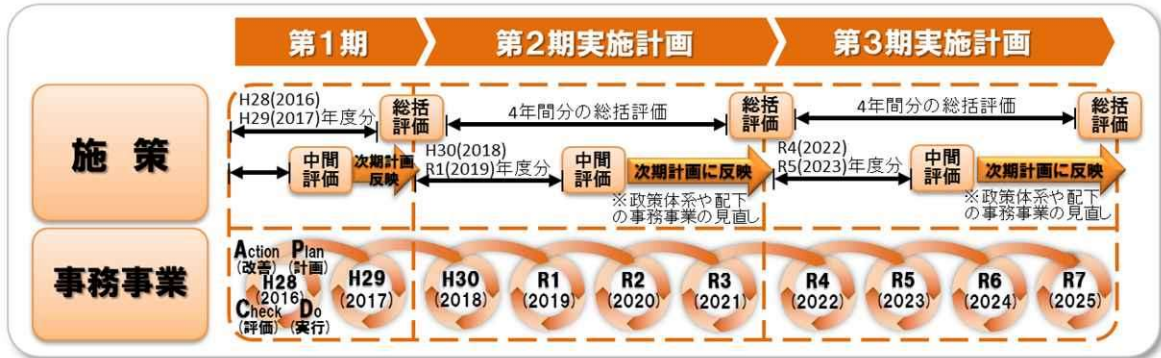 第1期
第2期実施計画
第3期実施計画
施策
H28(2016)
H29(2017)年度分
総括
評価
4年間分の総括評価
総括
評価
4年間分の総括評価
総括
評価
中間
評価
次期計画
反映
H30(2018)
R1(2019)年度分
中間
評価
次期計画に反映
※政策体系や配下
の事務事業の見直し
R4(2022)
R5(2023)年度分
中間
評価
次期計画に反映
※政策体系や配下
の事務事業の見直し
事務事業
Action Plan
(改善) (計画)
H28
(2016)
Check Do
(評価) (実行)
H29
(2017)
H30
(2018)
R1
(2019)
R2
(2020)
R3
(2021)
R4
(2022)
R5
(2023)
R6
(2024)
R7
(2025)